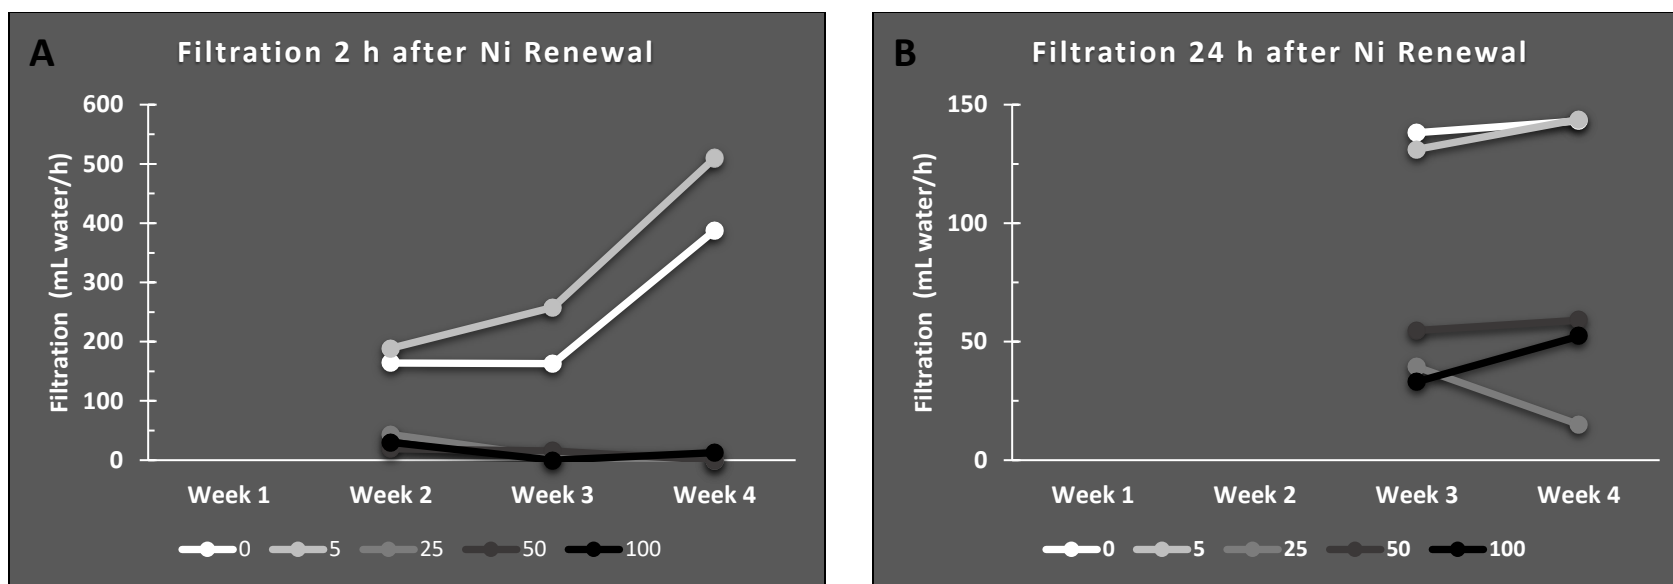 A
Filtration 2 h after Ni Renewal
Filtration (mL water/h)
600
500
400
300
200
100
0
Week 1 Week 2 Week 3 Week 4
0 5 25 50 100
B
Filtration 24 h after Ni Renewal
Filtration (mL water/h)
150
100
50
0
Week 1 Week 2 Week 3 Week 4
0 5 25 50 100